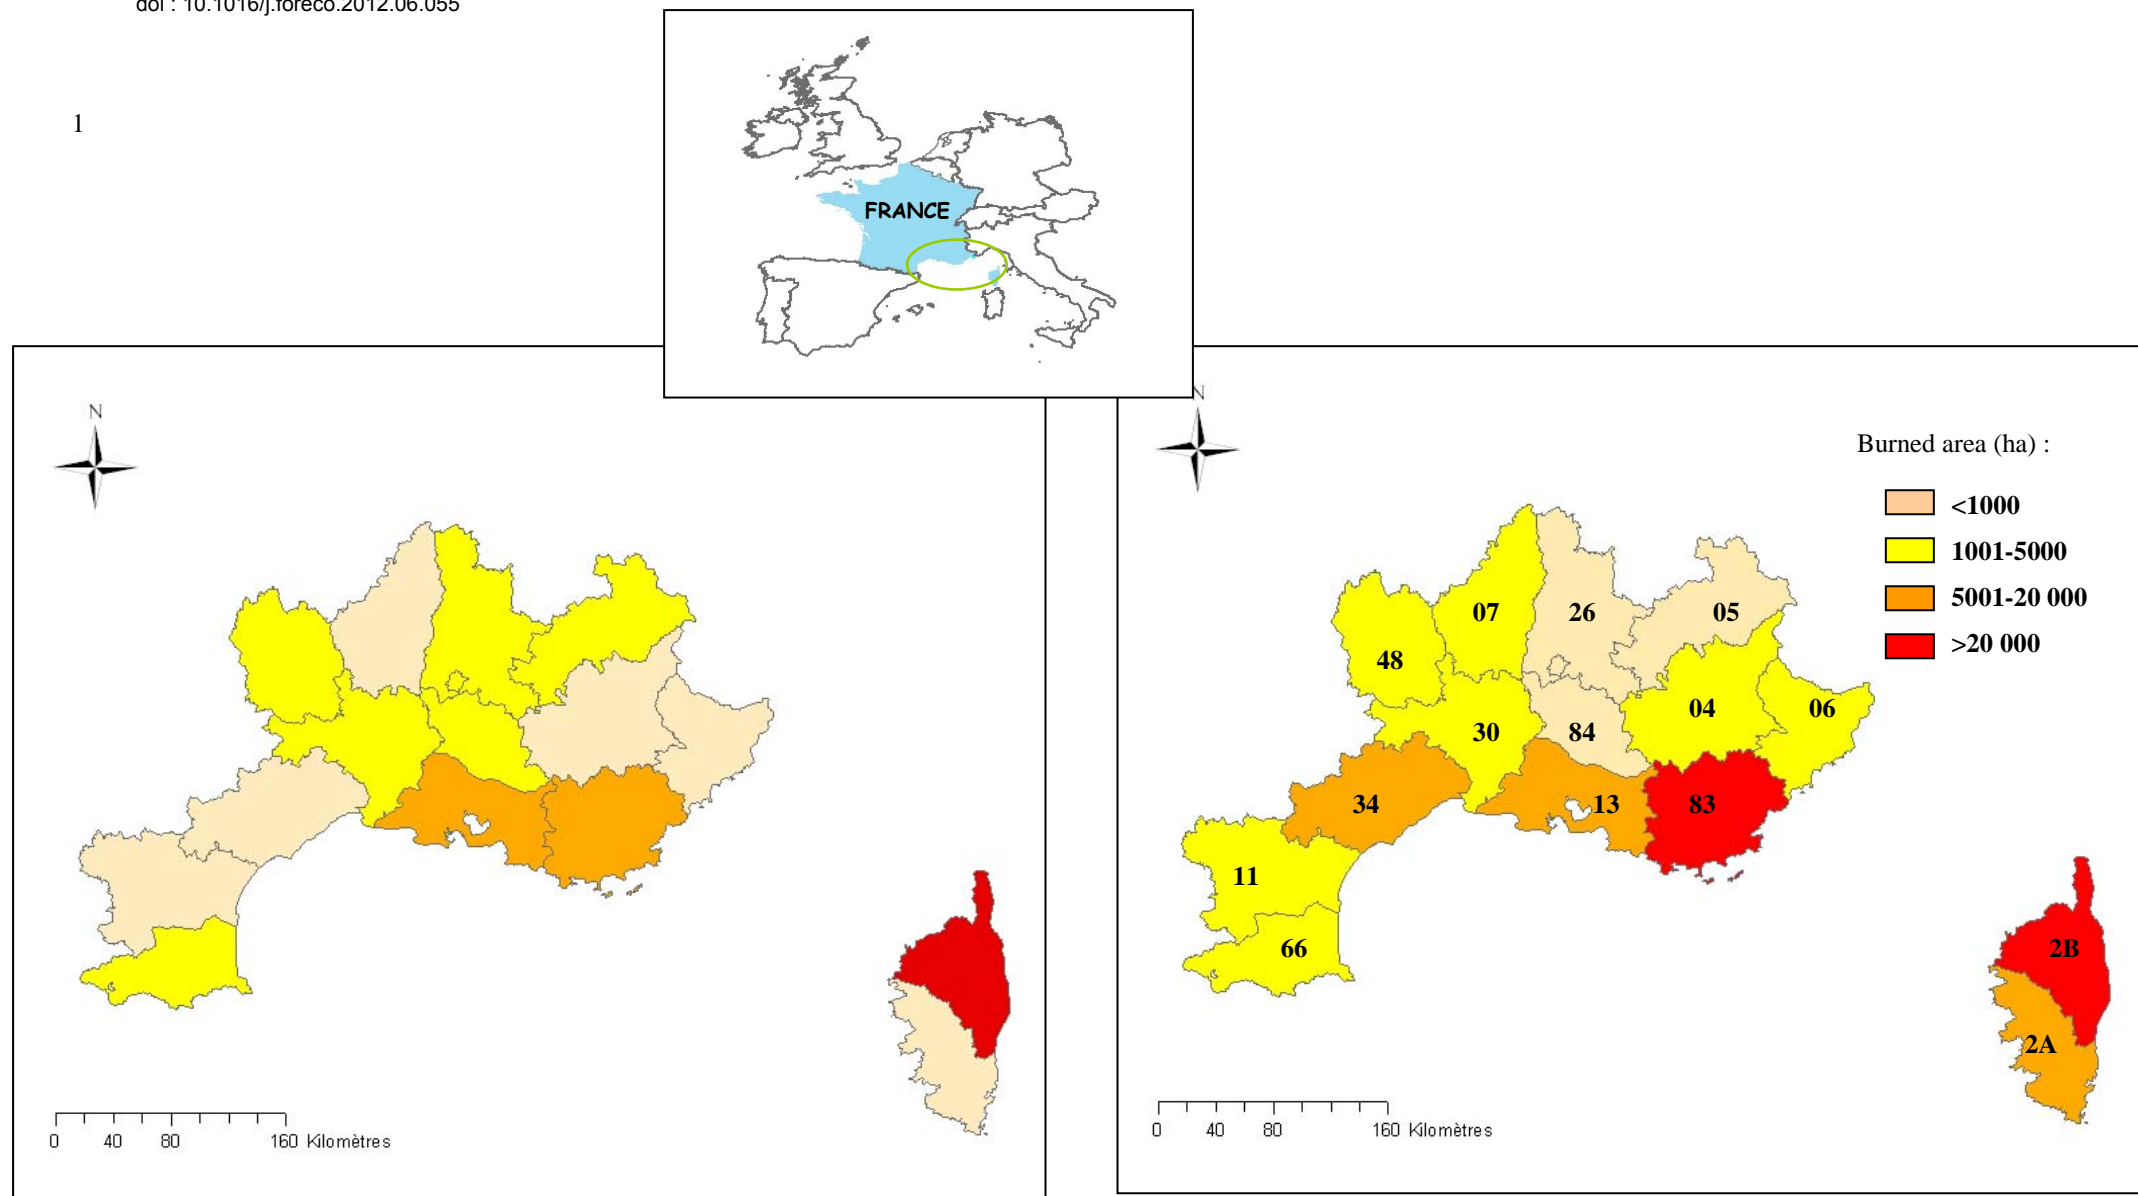 doi : 10.1016/j.foreco.2012.06.055
1
FRANCE
N
N
Burned area (ha) :
<1000
1001-5000
5001-20 000
>20 000
07
26
05
48
04
06
30
84
34
13
83
11
66
2B
2A
0 40 80 160 Kilomètres
0 40 80 160 Kilomètres